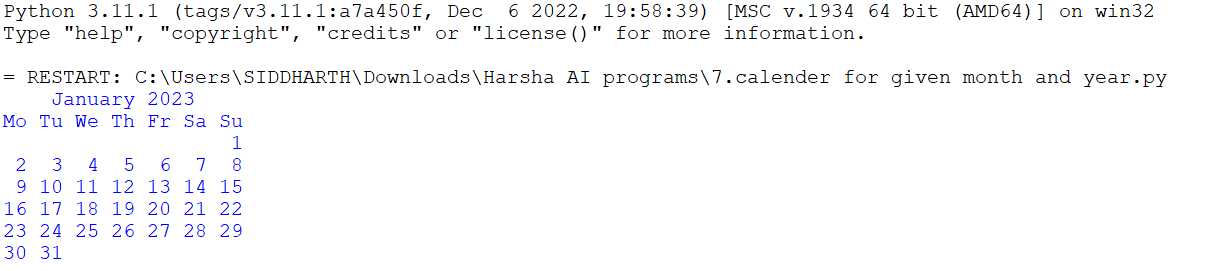 Python 3.11.1 (tags/v3.11.1:a7a450f, Dec  6 2022, 19:58:39) [MSC v.1934 64 bit (AMD64)] on win32
Type "help", "copyright", "credits" or "license()" for more information.
= RESTART: C:\Users\SIDDHARTH\Downloads\Harsha AI programs\7.calender for given month and year.py
    January 2023
Mo Tu We Th Fr Sa Su
                   1
 2  3  4  5  6  7  8
 9 10 11 12 13 14 15
16 17 18 19 20 21 22
23 24 25 26 27 28 29
30 31